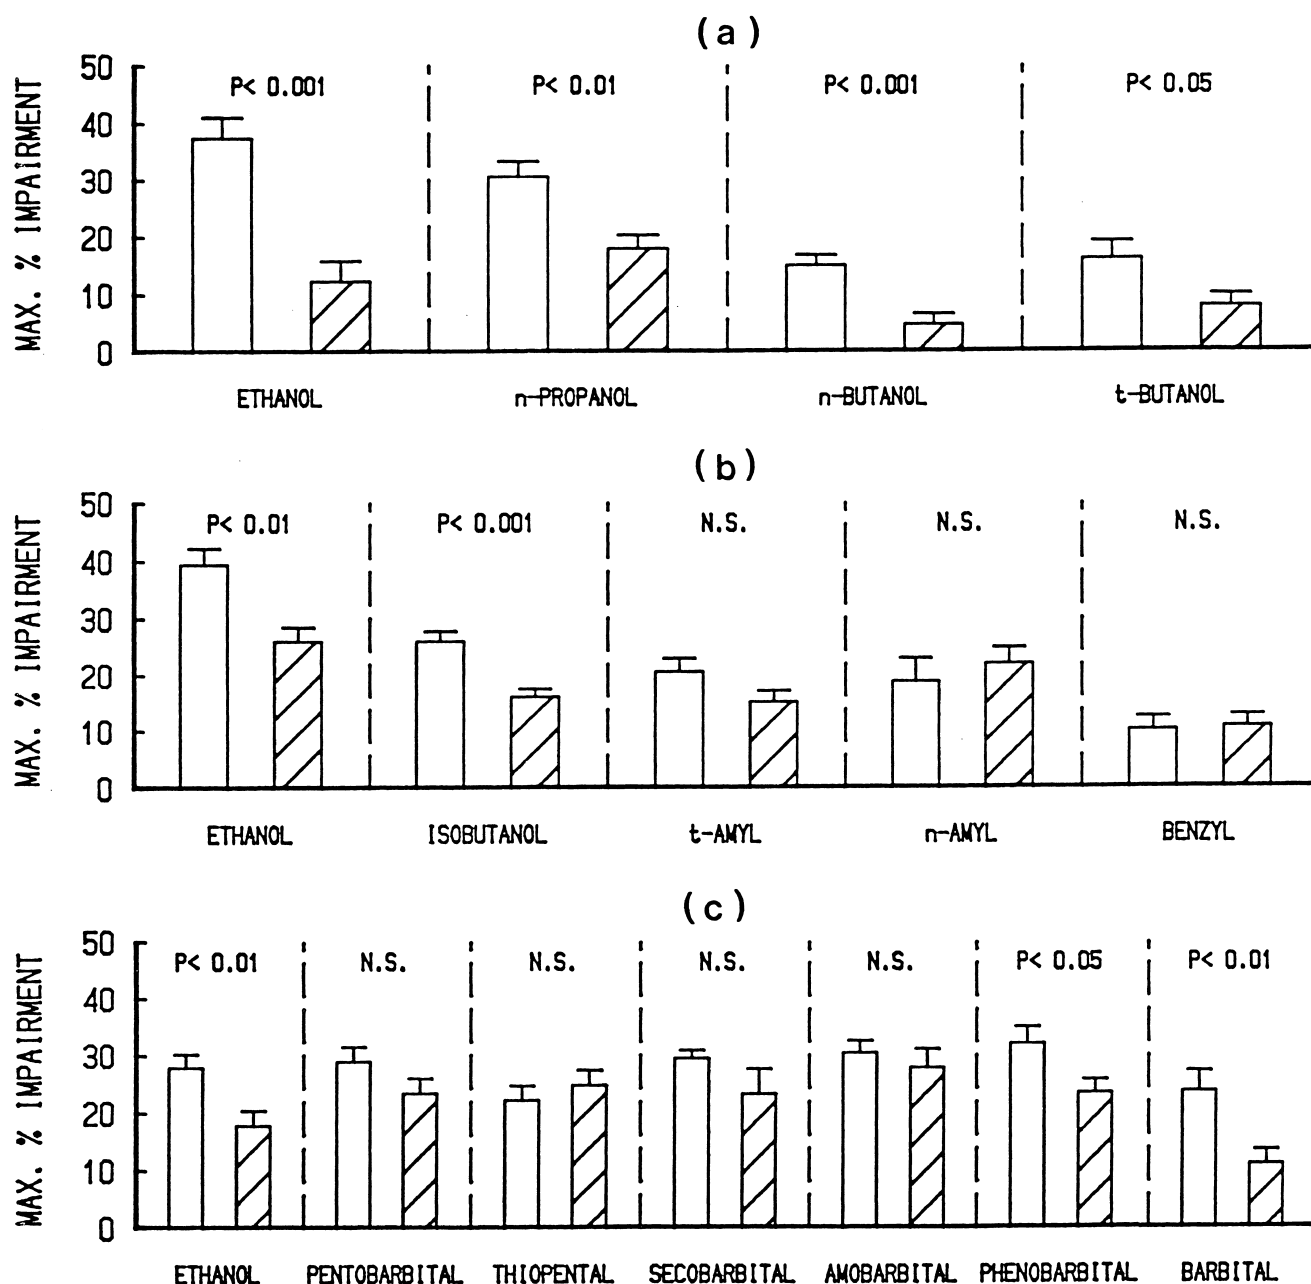 (a)
MAX. % IMPAIRMENT
50
40
30
20
10
0
P< 0.001
P< 0.01
P< 0.001
P< 0.05
ETHANOL
n-PROPANOL
n-BUTANOL
t-BUTANOL
(b)
MAX. % IMPAIRMENT
50
40
30
20
10
0
P< 0.01
P< 0.001
N.S.
N.S.
N.S.
ETHANOL
ISOBUTANOL
t-AMYL
n-AMYL
BENZYL
(c)
MAX. % IMPAIRMENT
50
40
30
20
10
0
P< 0.01
N.S.
N.S.
N.S.
N.S.
P< 0.05
P< 0.01
ETHANOL
PENTOBARBITAL
THIOPENTAL
SECOBARBITAL
AMOBARBITAL
PHENOBARBITAL
BARBITAL